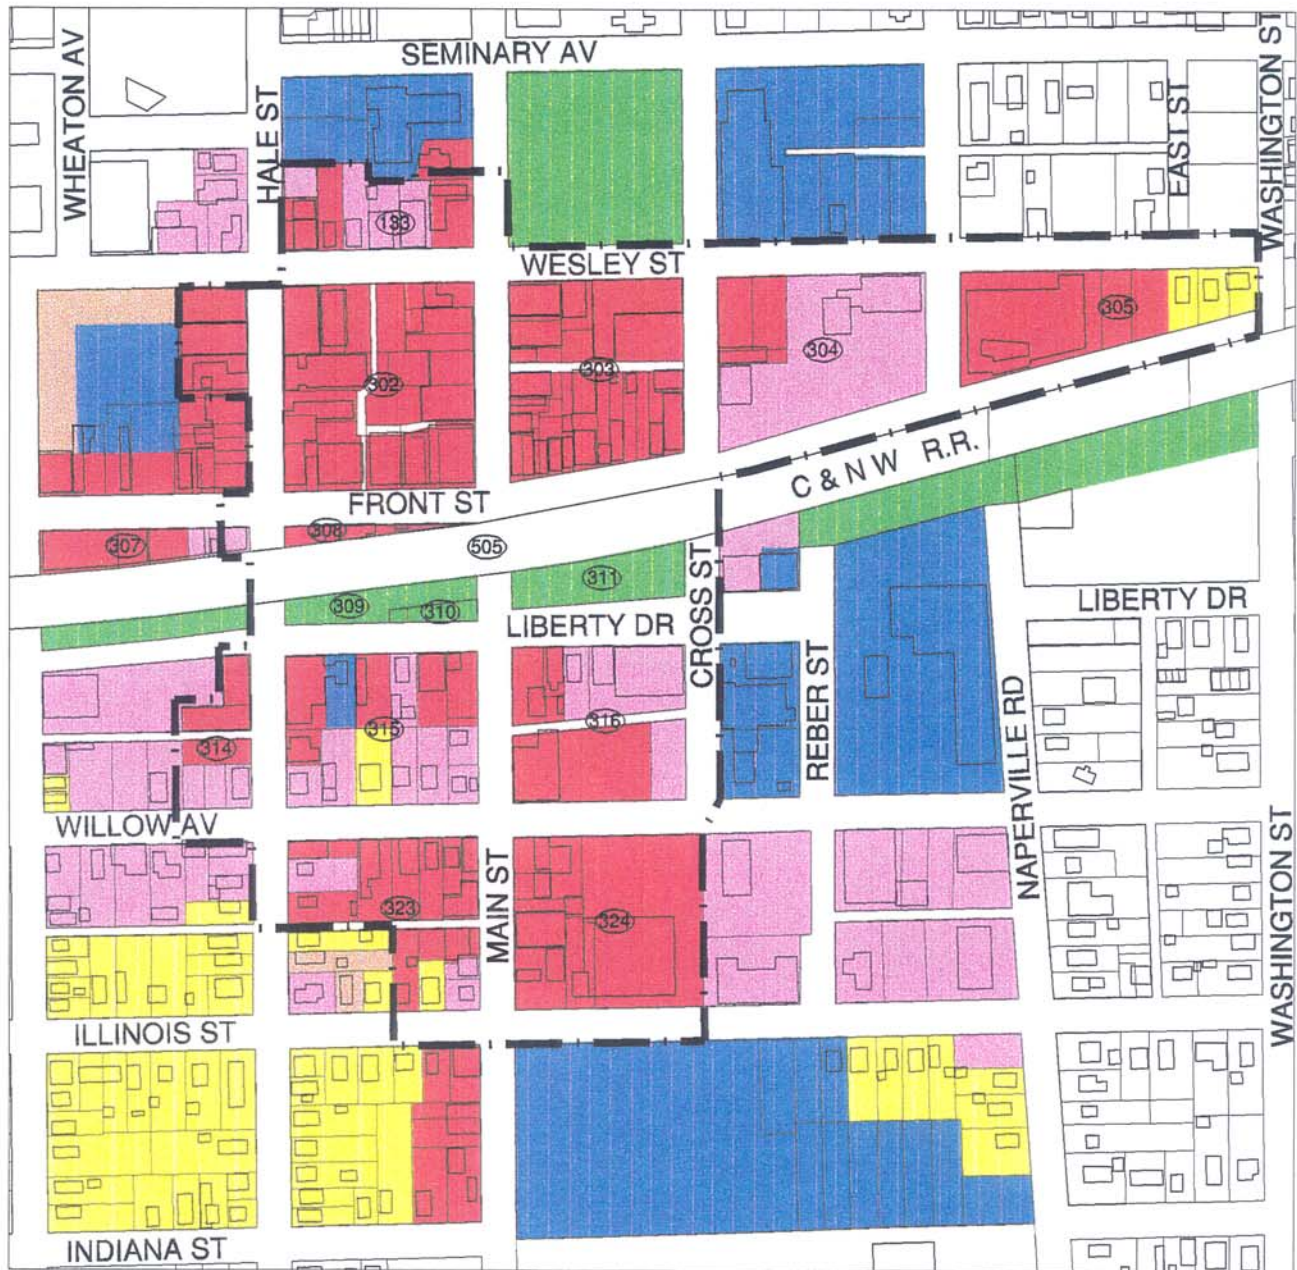 SEMINARY AV
WHEATON AV
HALE ST
EAST ST
WASHINGTON ST
133
WESLEY ST
302
303
304
305
C & N W R.R.
FRONT ST
307
308
505
309
310
311
CROSS ST
LIBERTY DR
LIBERTY DR
REBER ST
NAPERVILLE RD
314
315
316
WILLOW AV
MAIN ST
323
324
WASHINGTON ST
ILLINOIS ST
INDIANA ST